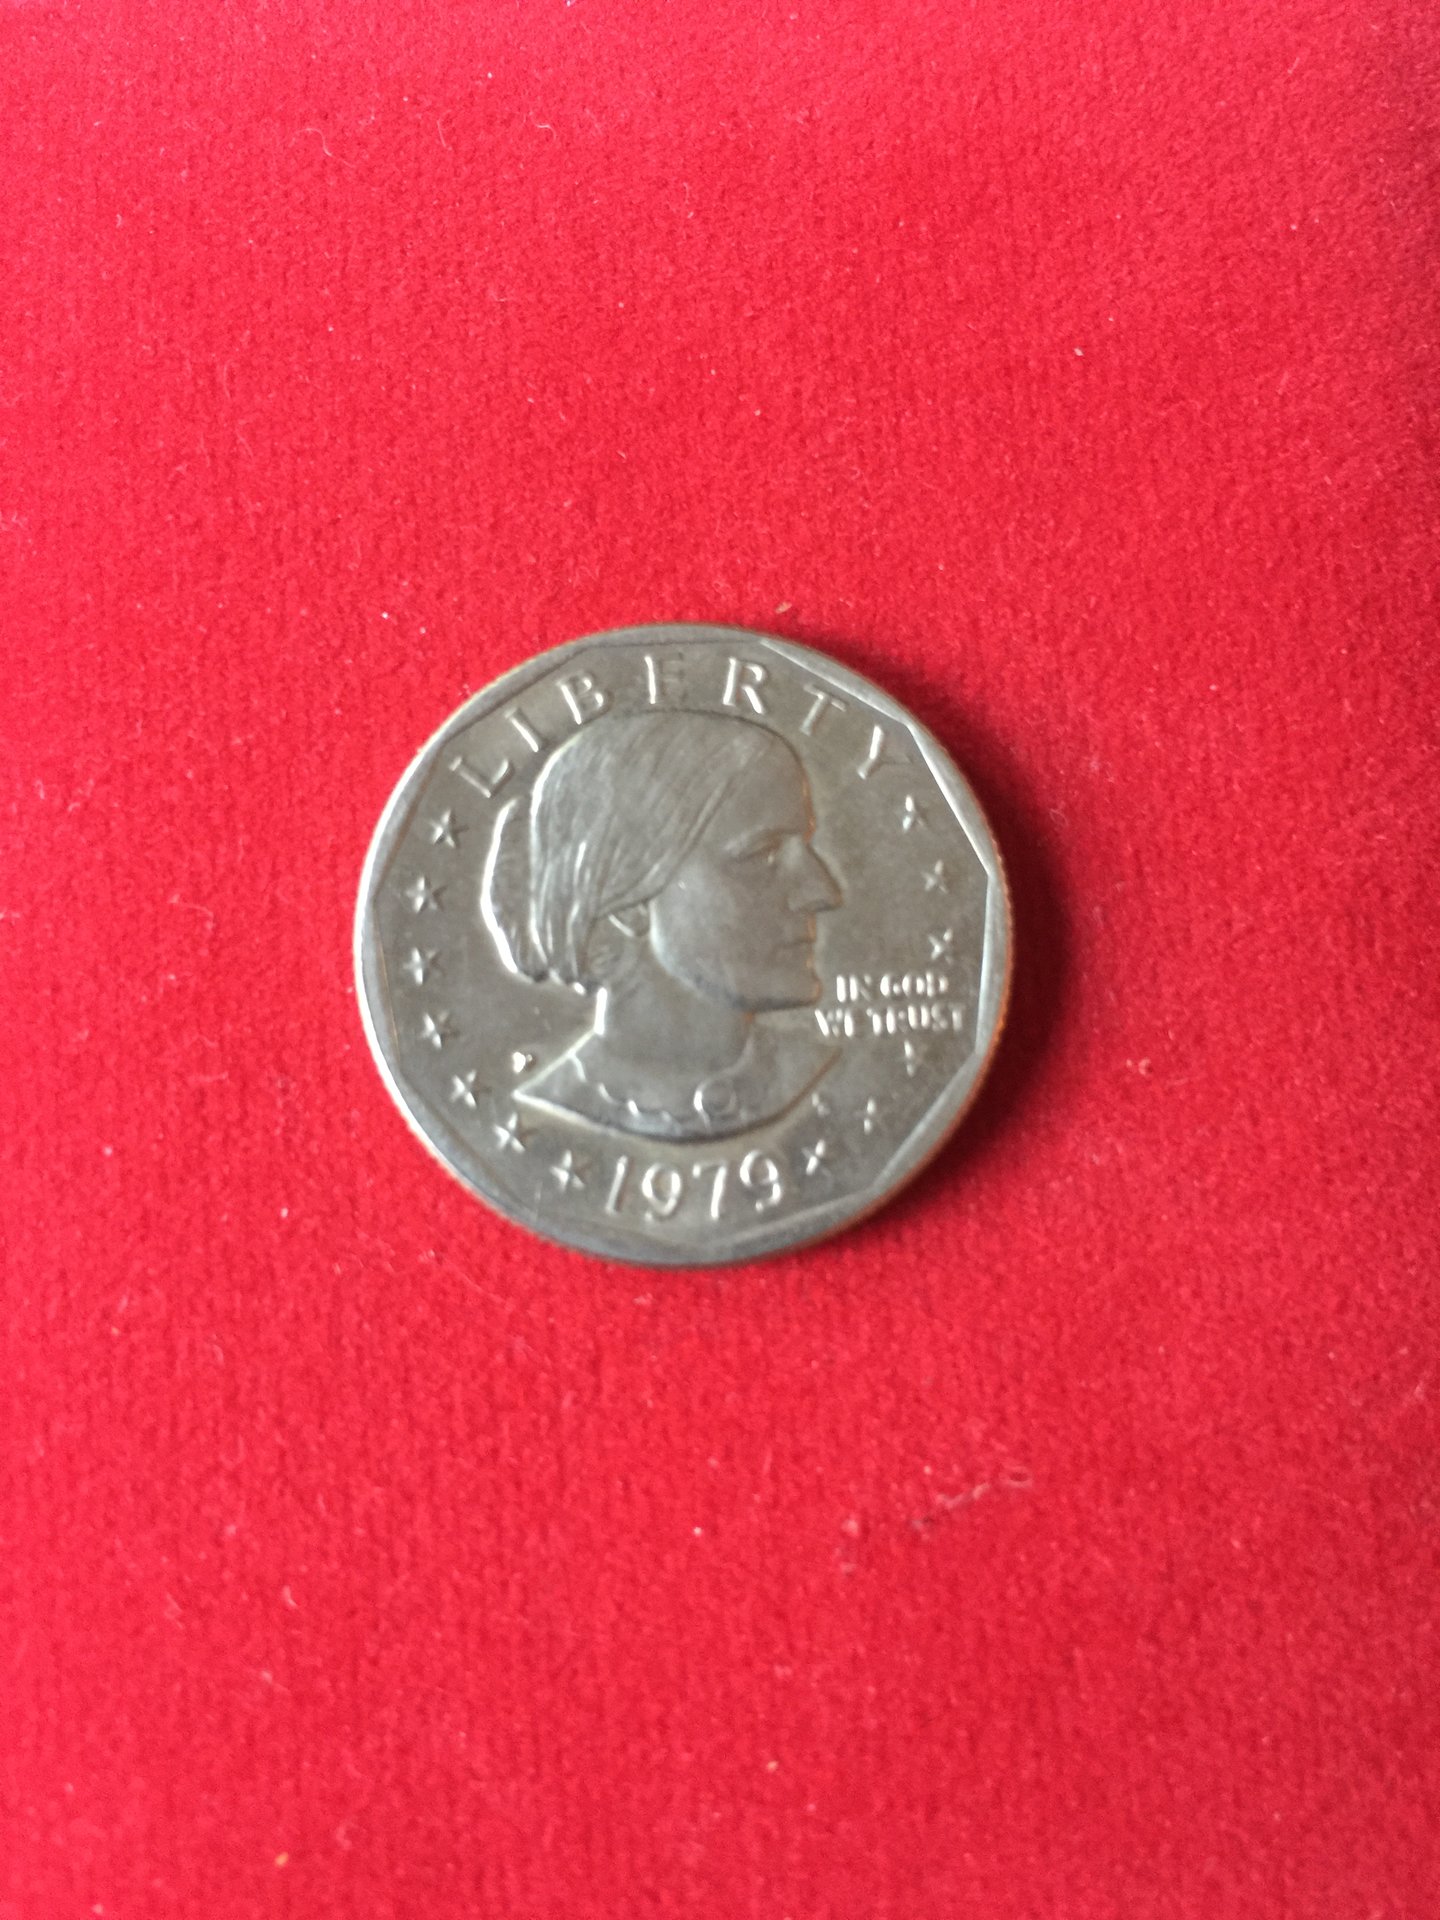 LIBERTY
IN GOD
WE TRUST
P
1979